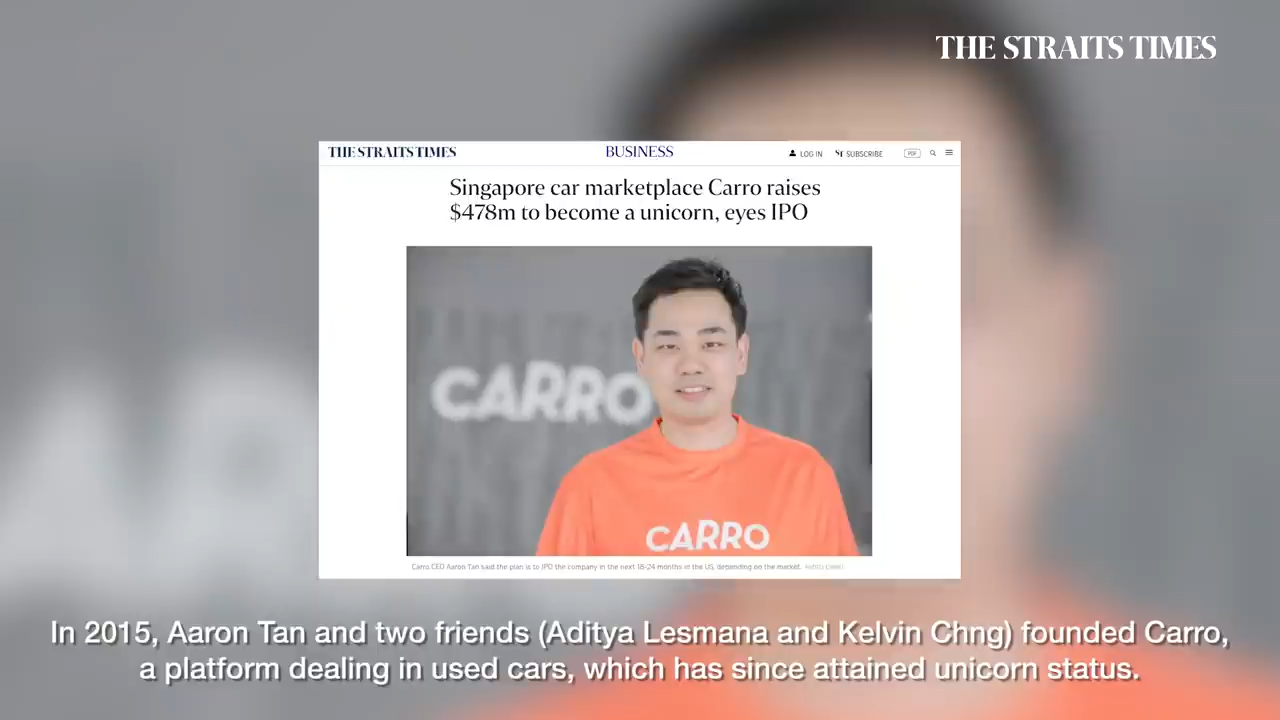 THE STRAITS TIMES
THE STRAITS TIMES
BUSINESS
LOG IN
ST SUBSCRIBE
PDF
Singapore car marketplace Carro raises
$478m to become a unicorn, eyes IPO
CARRO
CARRO
Carro CEO Aaron Tan said the plan is to IPO the company in the next 18-24 months in the US, depending on the market.
In 2015, Aaron Tan and two friends (Aditya Lesmana and Kelvin Chng) founded Carro,
a platform dealing in used cars, which has since attained unicorn status.